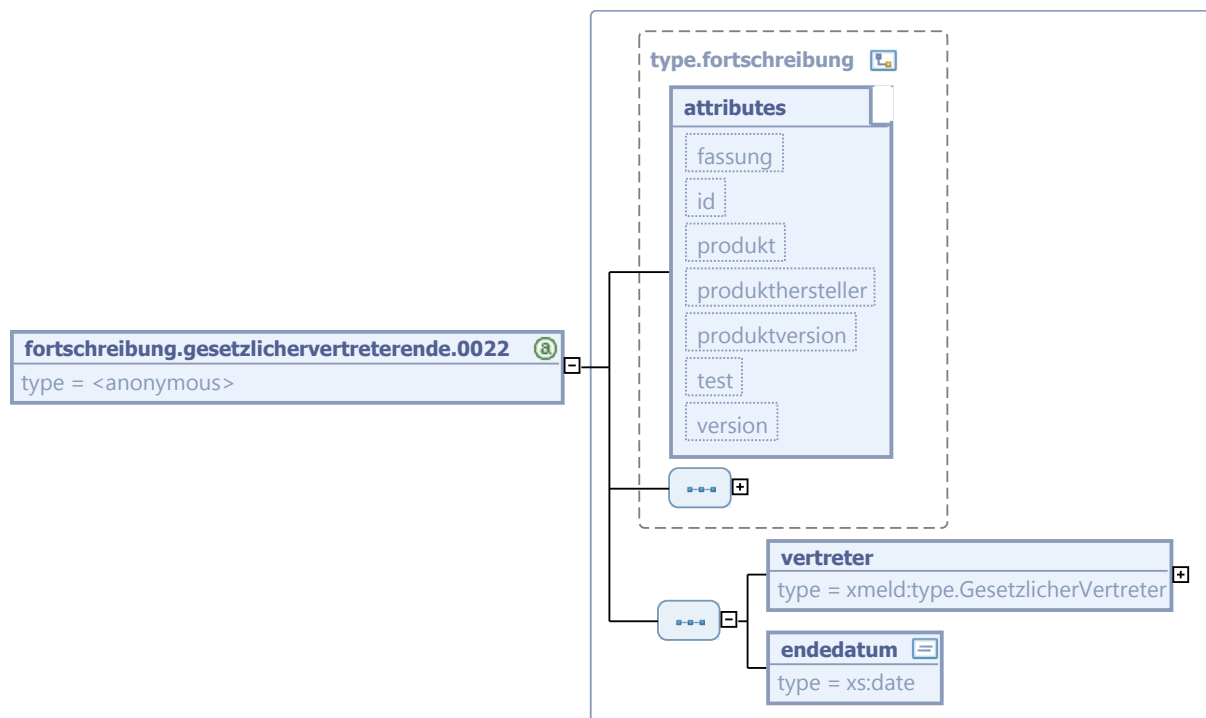 type.fortschreibung
attributes
fassung
id
produkt
produkthersteller
produktversion
test
version
fortschreibung.gesetzlichervertreterende.0022
type = <anonymous>
vertreter
type = xmeld:type.GesetzlicherVertreter
endedatum
type = xs:date